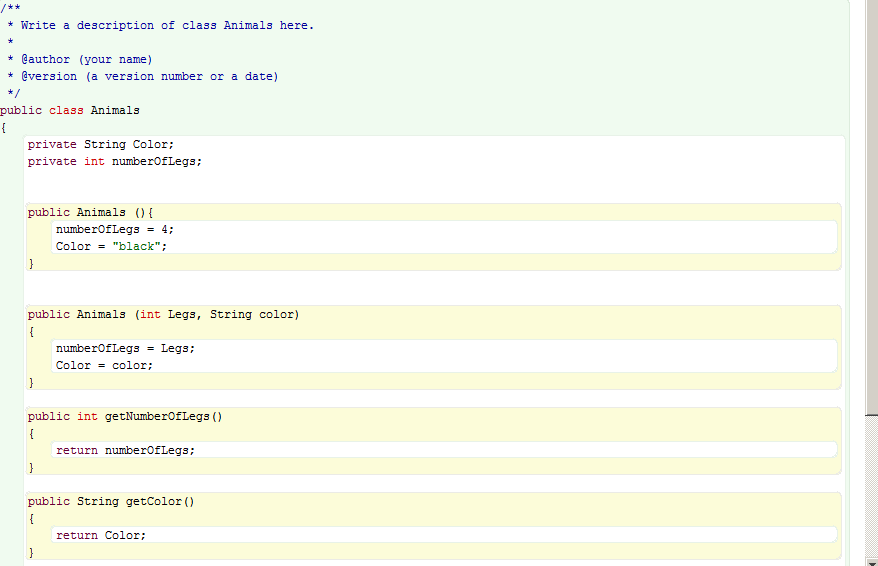 /**
 * Write a description of class Animals here.
 *
 * @author (your name)
 * @version (a version number or a date)
 */
public class Animals
{
    private String Color;
    private int numberOfLegs;
    public Animals (){
        numberOfLegs = 4;
        Color = "black";
    }
    public Animals (int Legs, String color)
    {
        numberOfLegs = Legs;
        Color = color;
    }
    public int getNumberOfLegs()
    {
        return numberOfLegs;
    }
    public String getColor()
    {
        return Color;
    }